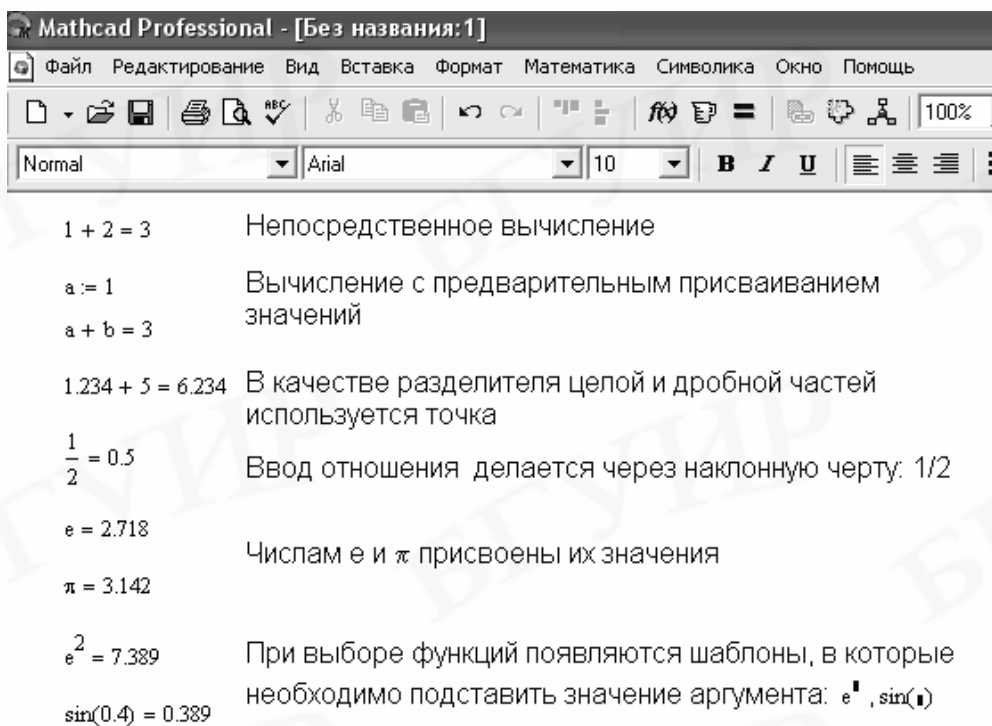 Mathcad Professional - [Без названия:1]
Файл Редактирование Вид Вставка Формат Математика Символика Окно Помощь
ABC f(x) = 100%
Normal Arial 10 B I U
1 + 2 = 3 Непосредственное вычисление
a := 1 Вычисление с предварительным присваиванием
значений
a + b = 3
1.234 + 5 = 6.234 В качестве разделителя целой и дробной частей
используется точка
1/2 = 0.5
Ввод отношения делается через наклонную черту: 1/2
e = 2.718
Числам е и π присвоены их значения
π = 3.142
e^2 = 7.389 При выборе функций появляются шаблоны, в которые
необходимо подставить значение аргумента: e^▮ , sin(▮)
sin(0.4) = 0.389
БГУИР